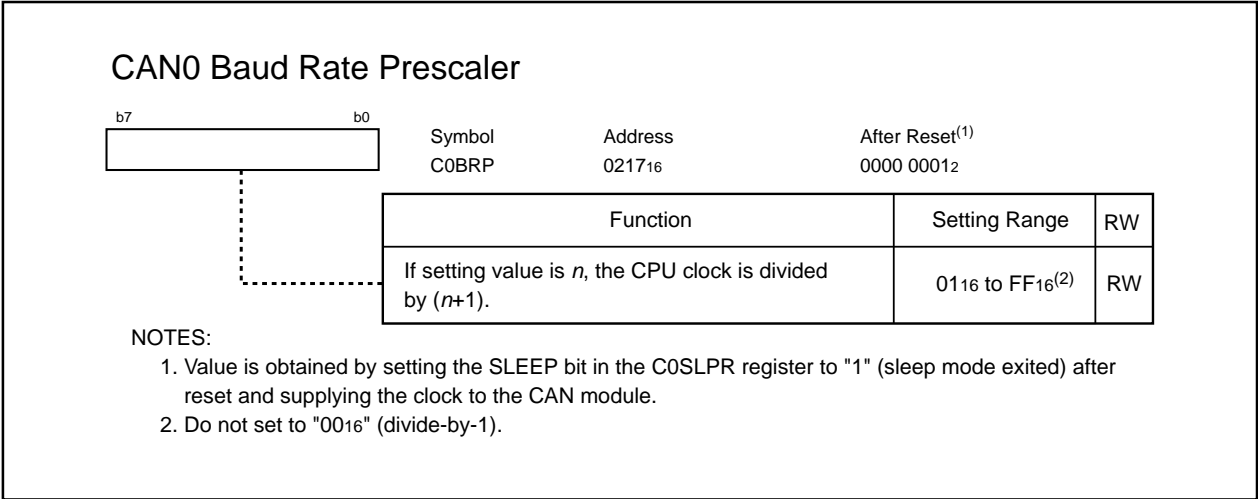 CAN0 Baud Rate Prescaler
b7 b0
Symbol Address After Reset(1)
C0BRP 021716 0000 00012
Function Setting Range RW
If setting value is n, the CPU clock is divided
by (n+1).
0116 to FF16(2) RW
NOTES:
1. Value is obtained by setting the SLEEP bit in the C0SLPR register to "1" (sleep mode exited) after
reset and supplying the clock to the CAN module.
2. Do not set to "0016" (divide-by-1).